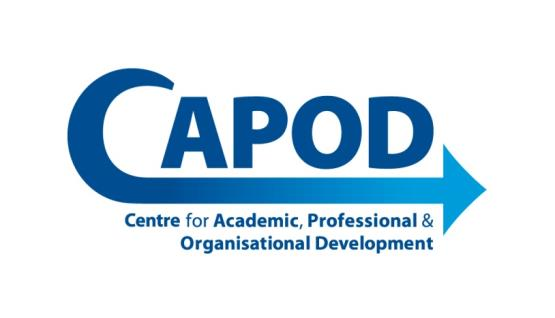 CAPOD
Centre for Academic, Professional &
Organisational Development